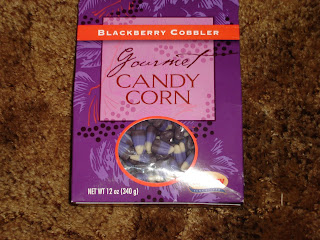 BLACKBERRY COBBLER
Gourmet
CANDY
CORN
NET WT 12 oz (340 g)